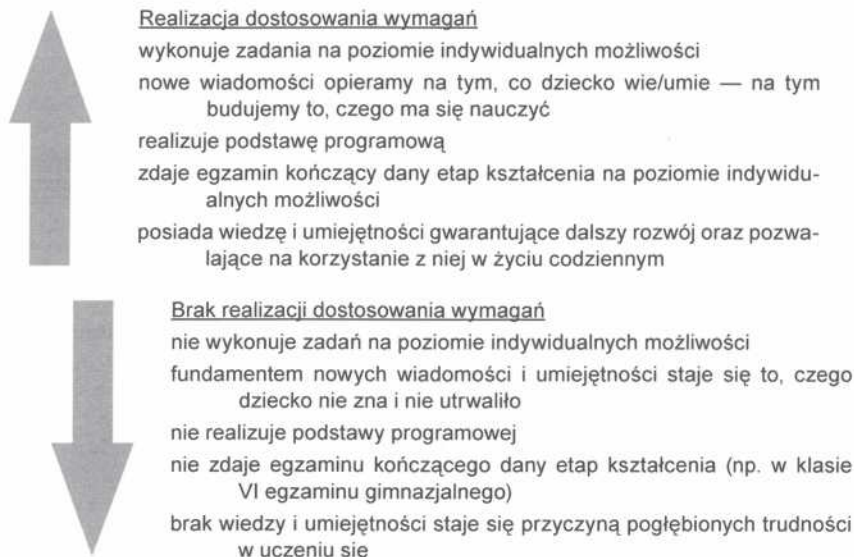 Realizacja dostosowania wymagań
wykonuje zadania na poziomie indywidualnych możliwości
nowe wiadomości opieramy na tym, co dziecko wie/umie — na tym
budujemy to, czego ma się nauczyć
realizuje podstawę programową
zdaje egzamin kończący dany etap kształcenia na poziomie indywidu-
alnych możliwości
posiada wiedzę i umiejętności gwarantujące dalszy rozwój oraz pozwa-
lające na korzystanie z niej w życiu codziennym
Brak realizacji dostosowania wymagań
nie wykonuje zadań na poziomie indywidualnych możliwości
fundamentem nowych wiadomości i umiejętności staje się to, czego
dziecko nie zna i nie utrwaliło
nie realizuje podstawy programowej
nie zdaje egzaminu kończącego dany etap kształcenia (np. w klasie
VI egzaminu gimnazjalnego)
brak wiedzy i umiejętności staje się przyczyną pogłębionych trudności
w uczeniu się